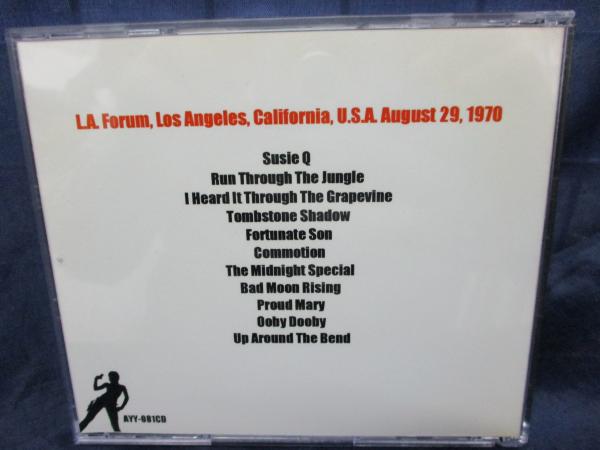 L.A. Forum, Los Angeles, California, U.S.A. August 29, 1970
Susie Q
Run Through The Jungle
I Heard It Through The Grapevine
Tombstone Shadow
Fortunate Son
Commotion
The Midnight Special
Bad Moon Rising
Proud Mary
Ooby Dooby
Up Around The Bend
AYY-081CD